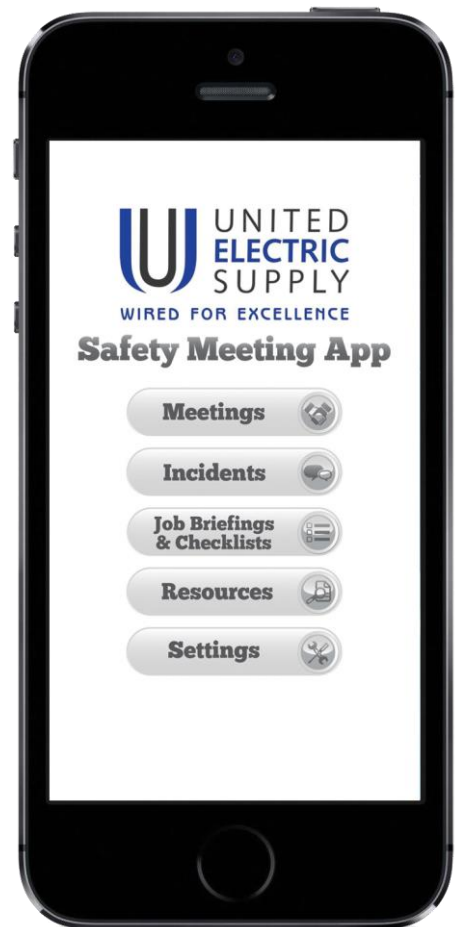 UNITED
ELECTRIC
SUPPLY
WIRED FOR EXCELLENCE
Safety Meeting App
Meetings
Incidents
Job Briefings
& Checklists
Resources
Settings